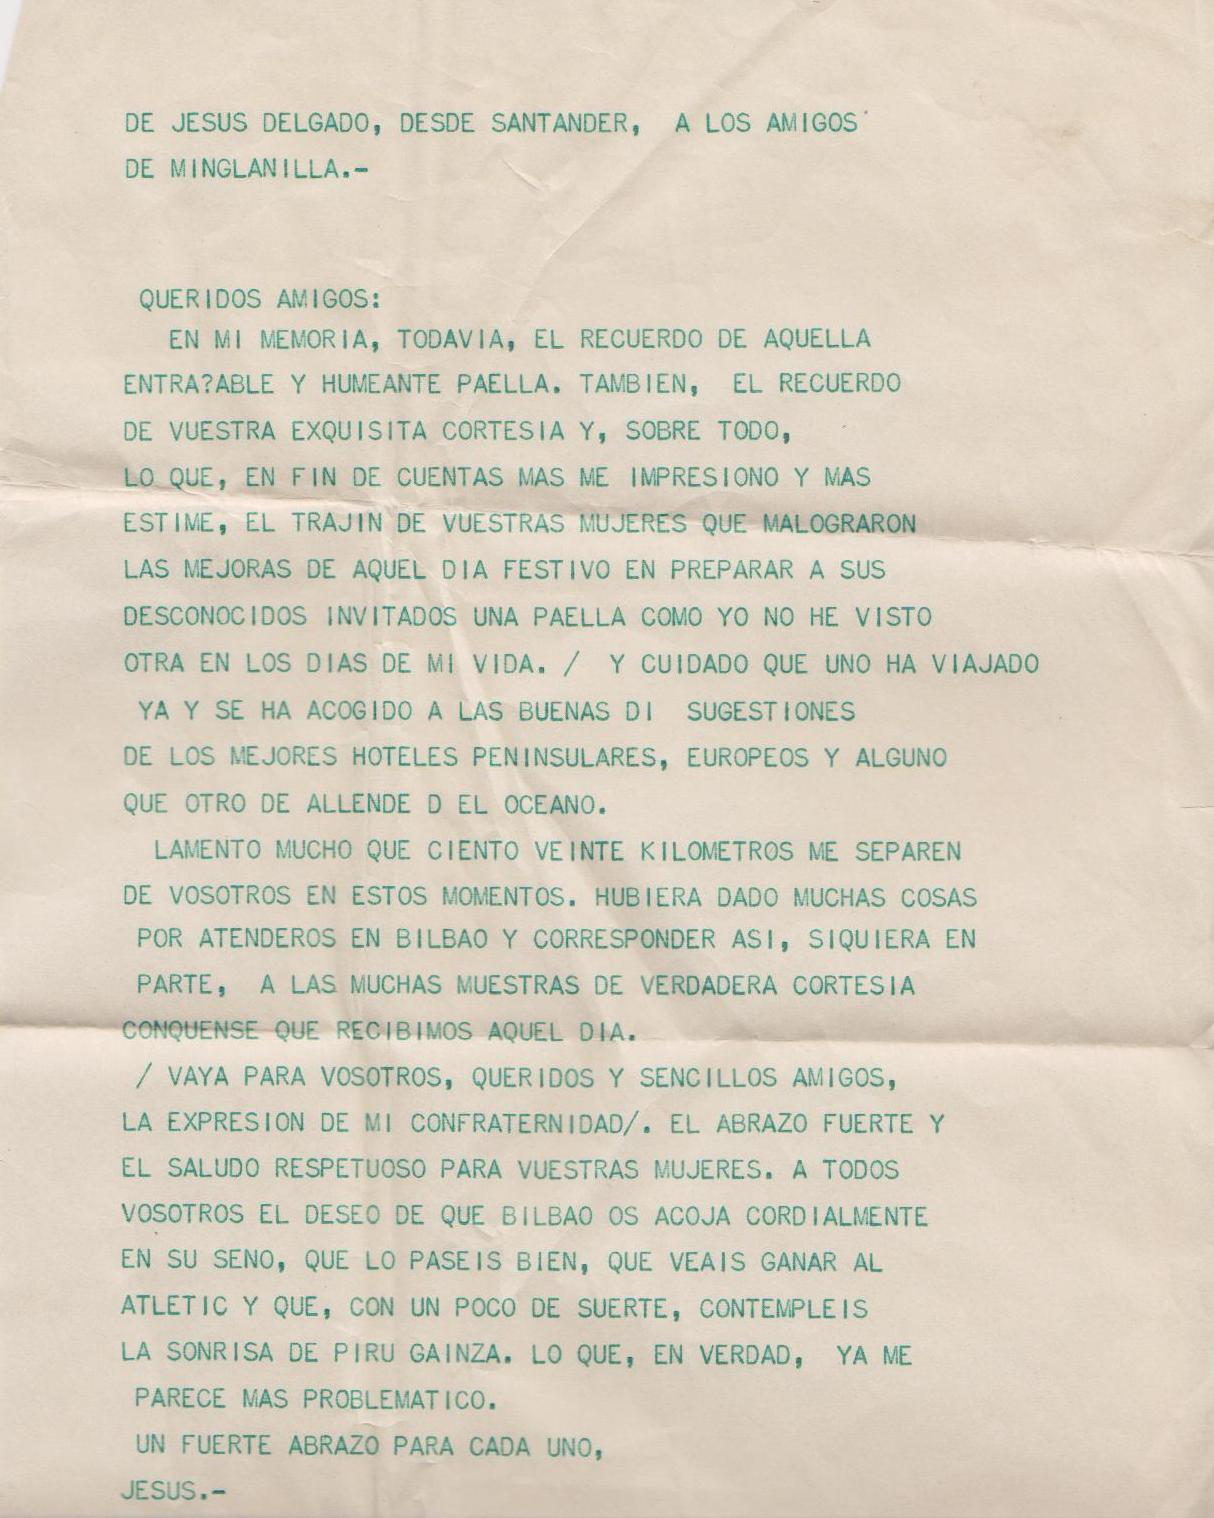 DE JESUS DELGADO, DESDE SANTANDER, A LOS AMIGOS
DE MINGLANILLA.-
QUERIDOS AMIGOS:
EN MI MEMORIA, TODAVIA, EL RECUERDO DE AQUELLA
ENTRA?ABLE Y HUMEANTE PAELLA. TAMBIEN, EL RECUERDO
DE VUESTRA EXQUISITA CORTESIA Y, SOBRE TODO,
LO QUE, EN FIN DE CUENTAS MAS ME IMPRESIONO Y MAS
ESTIME, EL TRAJIN DE VUESTRAS MUJERES QUE MALOGRARON
LAS MEJORAS DE AQUEL DIA FESTIVO EN PREPARAR A SUS
DESCONOCIDOS INVITADOS UNA PAELLA COMO YO NO HE VISTO
OTRA EN LOS DIAS DE MI VIDA. / Y CUIDADO QUE UNO HA VIAJADO
YA Y SE HA ACOGIDO A LAS BUENAS DI SUGESTIONES
DE LOS MEJORES HOTELES PENINSULARES, EUROPEOS Y ALGUNO
QUE OTRO DE ALLENDE D EL OCEANO.
LAMENTO MUCHO QUE CIENTO VEINTE KILOMETROS ME SEPAREN
DE VOSOTROS EN ESTOS MOMENTOS. HUBIERA DADO MUCHAS COSAS
POR ATENDEROS EN BILBAO Y CORRESPONDER ASI, SIQUIERA EN
PARTE, A LAS MUCHAS MUESTRAS DE VERDADERA CORTESIA
CONQUENSE QUE RECIBIMOS AQUEL DIA.
/ VAYA PARA VOSOTROS, QUERIDOS Y SENCILLOS AMIGOS,
LA EXPRESION DE MI CONFRATERNIDAD/. EL ABRAZO FUERTE Y
EL SALUDO RESPETUOSO PARA VUESTRAS MUJERES. A TODOS
VOSOTROS EL DESEO DE QUE BILBAO OS ACOJA CORDIALMENTE
EN SU SENO, QUE LO PASEIS BIEN, QUE VEAIS GANAR AL
ATLETIC Y QUE, CON UN POCO DE SUERTE, CONTEMPLEIS
LA SONRISA DE PIRU GAINZA. LO QUE, EN VERDAD, YA ME
PARECE MAS PROBLEMATICO.
UN FUERTE ABRAZO PARA CADA UNO,
JESUS.-